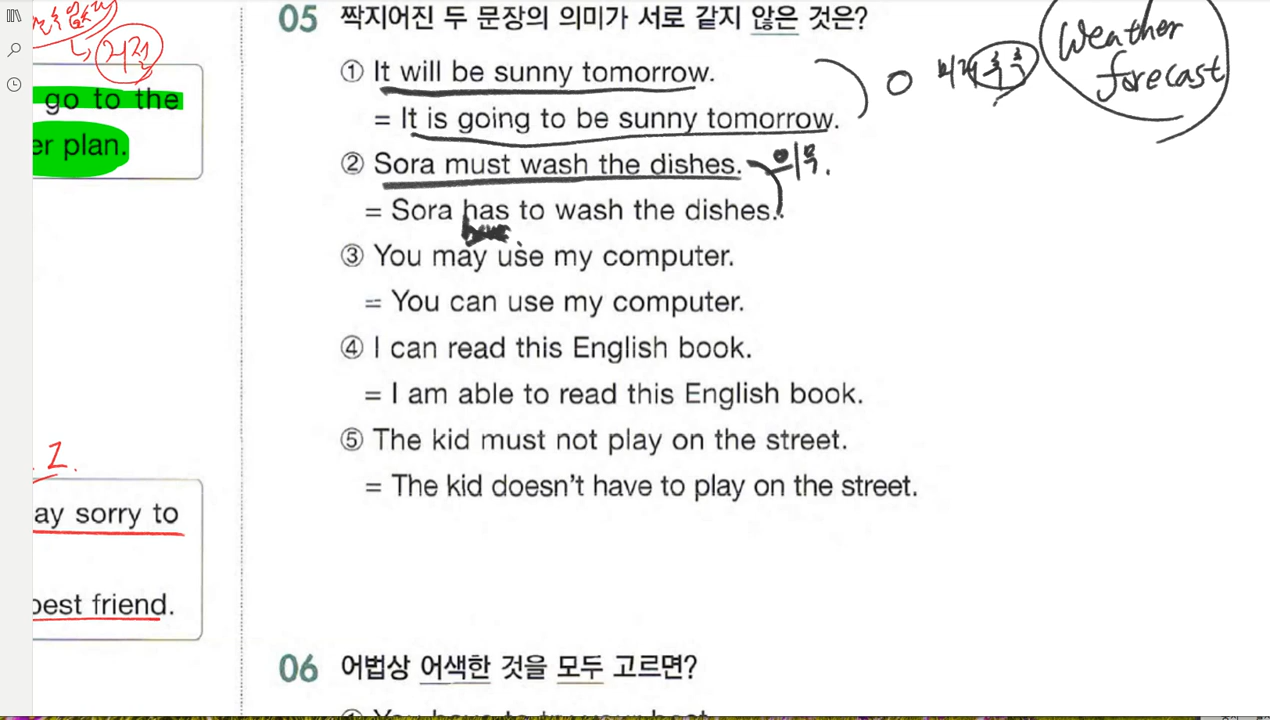 거절
go to the
er plan.
2.
ay sorry to
best friend.
05 짝지어진 두 문장의 의미가 서로 같지 않은 것은?
① It will be sunny tomorrow.
= It is going to be sunny tomorrow.
Weather
forecast
② Sora must wash the dishes.
의무.
= Sora has to wash the dishes.
③ You may use my computer.
= You can use my computer.
④ I can read this English book.
= I am able to read this English book.
⑤ The kid must not play on the street.
= The kid doesn't have to play on the street.
06 어법상 어색한 것을 모두 고르면?